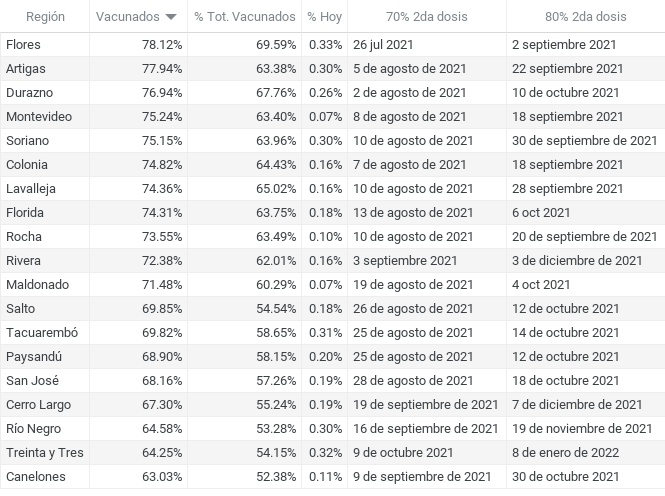 Región Vacunados % Tot. Vacunados % Hoy 70% 2da dosis 80% 2da dosis
Flores 78.12% 69.59% 0.33% 26 jul 2021 2 septiembre 2021
Artigas 77.94% 63.38% 0.30% 5 de agosto de 2021 22 septiembre 2021
Durazno 76.94% 67.76% 0.26% 2 de agosto de 2021 10 de octubre 2021
Montevideo 75.24% 63.40% 0.07% 8 de agosto de 2021 18 septiembre 2021
Soriano 75.15% 63.96% 0.30% 10 de agosto de 2021 30 de septiembre de 2021
Colonia 74.82% 64.43% 0.16% 7 de agosto de 2021 18 septiembre 2021
Lavalleja 74.36% 65.02% 0.16% 10 de agosto de 2021 28 septiembre 2021
Florida 74.31% 63.75% 0.18% 13 de agosto de 2021 6 oct 2021
Rocha 73.55% 63.49% 0.10% 10 de agosto de 2021 20 de septiembre de 2021
Rivera 72.38% 62.01% 0.16% 3 septiembre 2021 3 de diciembre de 2021
Maldonado 71.48% 60.29% 0.07% 19 de agosto de 2021 4 oct 2021
Salto 69.85% 54.54% 0.18% 26 de agosto de 2021 12 de octubre 2021
Tacuarembó 69.82% 58.65% 0.31% 25 de agosto de 2021 14 de octubre 2021
Paysandú 68.90% 58.15% 0.20% 25 de agosto de 2021 12 de octubre 2021
San José 68.16% 57.26% 0.19% 28 de agosto de 2021 18 de octubre 2021
Cerro Largo 67.30% 55.24% 0.19% 19 de septiembre de 2021 7 de diciembre de 2021
Río Negro 64.58% 53.28% 0.30% 16 de septiembre de 2021 19 de noviembre de 2021
Treinta y Tres 64.25% 54.15% 0.32% 9 de octubre 2021 8 de enero de 2022
Canelones 63.03% 52.38% 0.11% 9 de septiembre de 2021 30 de octubre 2021